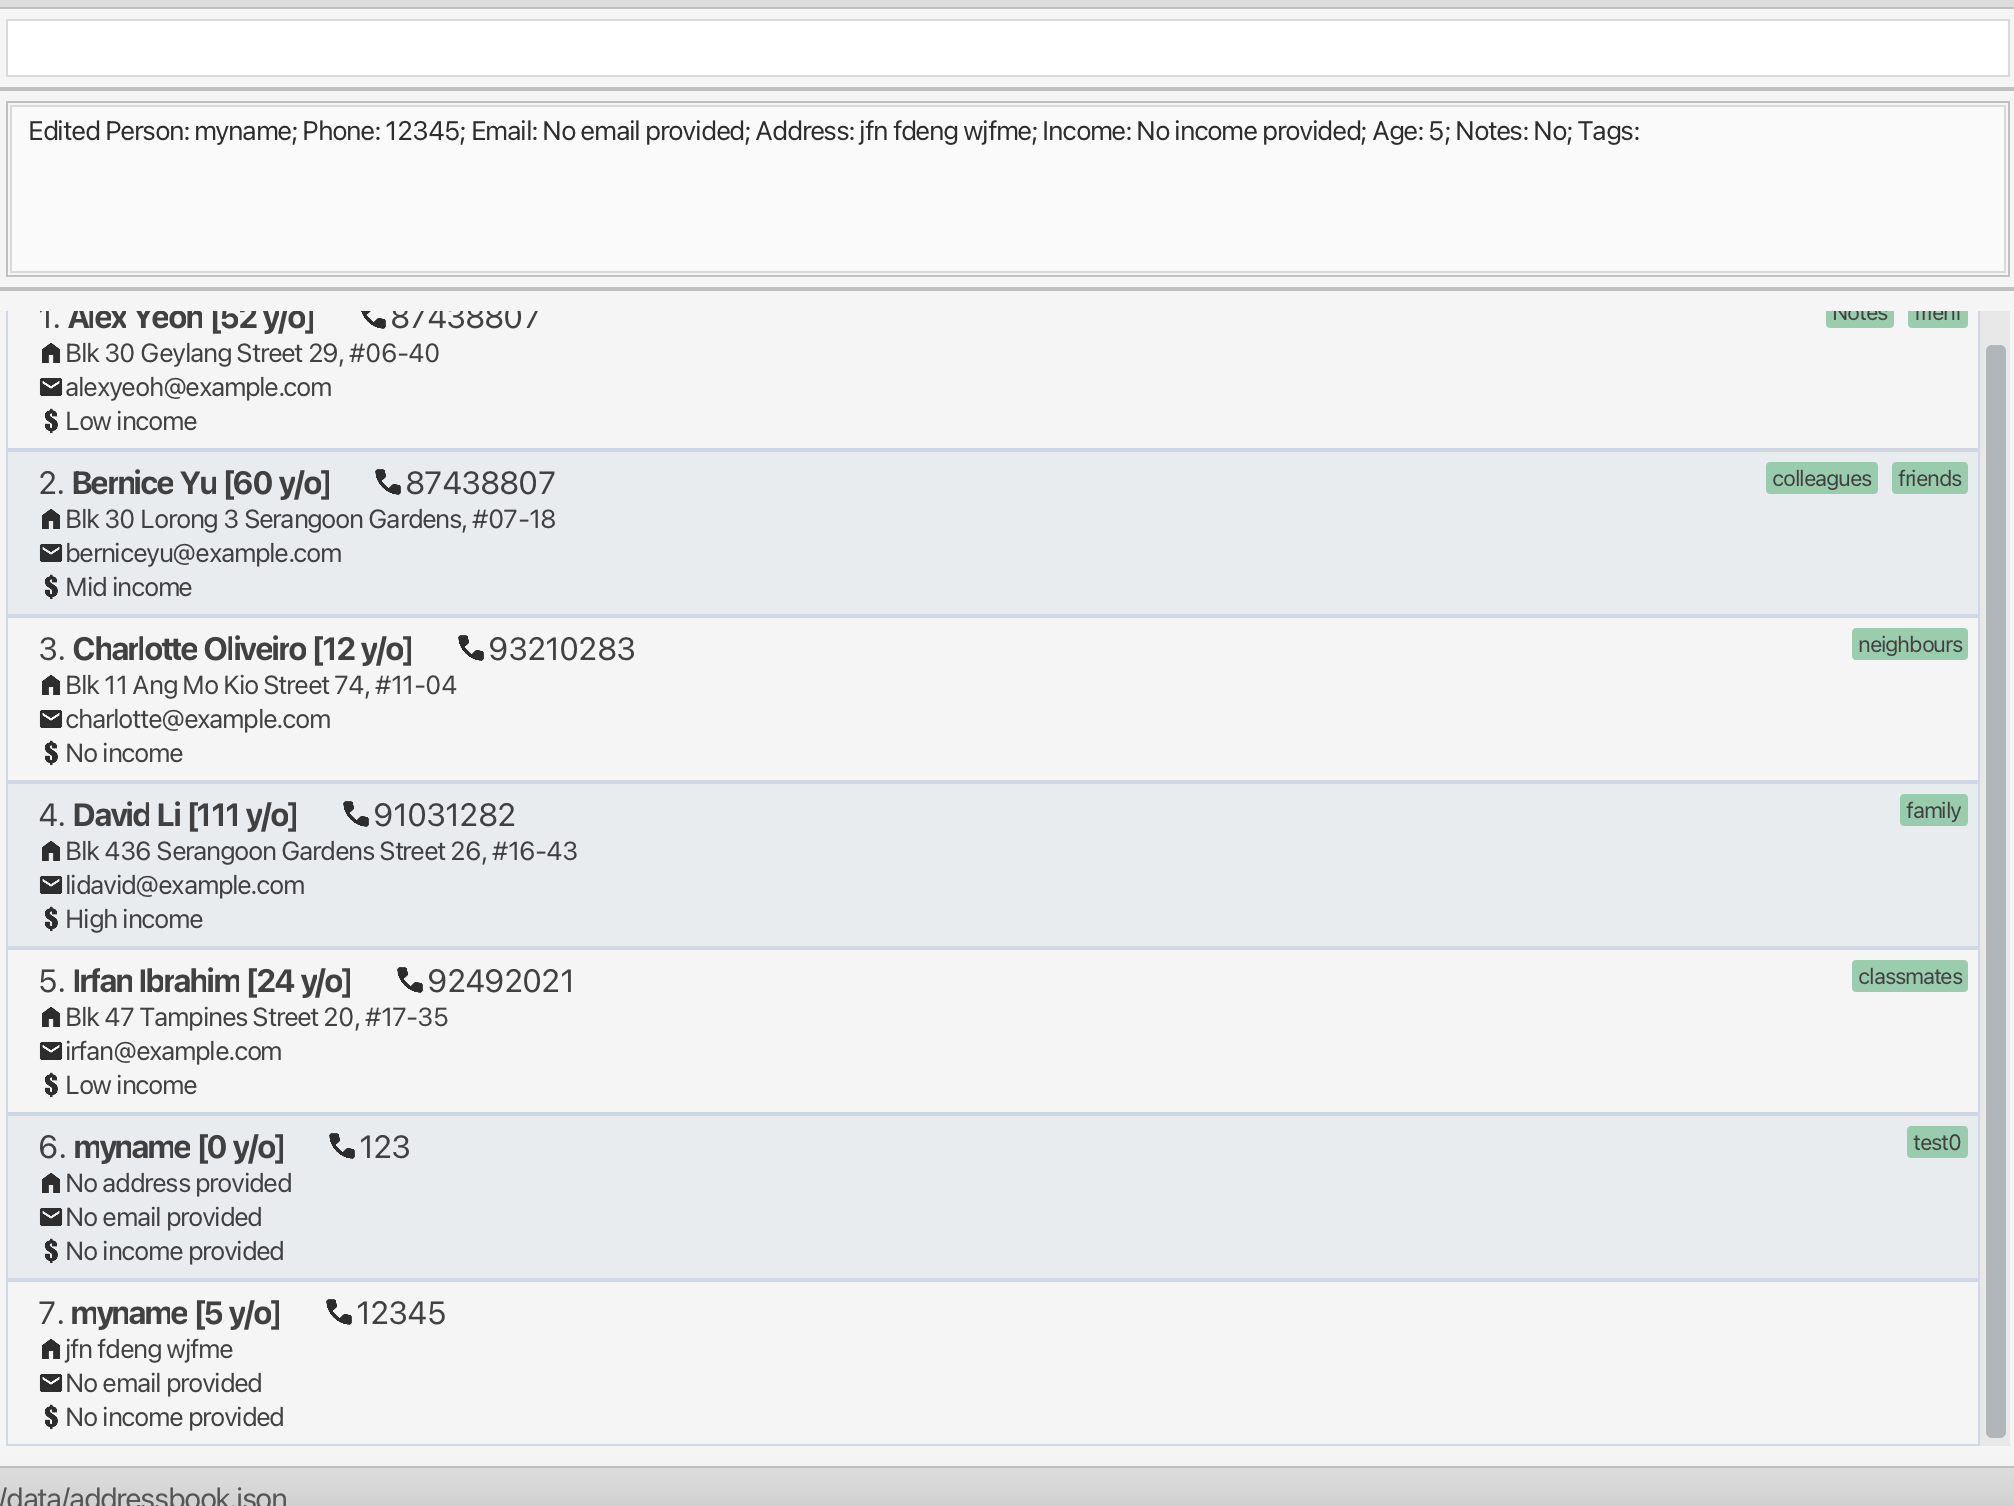 Edited Person: myname; Phone: 12345; Email: No email provided; Address: jfn fdeng wjfme; Income: No income provided; Age: 5; Notes: No; Tags:
1. Alex Yeoh [52 y/o] 87438807 Notes
Blk 30 Geylang Street 29, #06-40
alexyeoh@example.com
$ Low income
2. Bernice Yu [60 y/o] 87438807 colleagues friends
Blk 30 Lorong 3 Serangoon Gardens, #07-18
berniceyu@example.com
$ Mid income
3. Charlotte Oliveiro [12 y/o] 93210283 neighbours
Blk 11 Ang Mo Kio Street 74, #11-04
charlotte@example.com
$ No income
4. David Li [111 y/o] 91031282 family
Blk 436 Serangoon Gardens Street 26, #16-43
lidavid@example.com
$ High income
5. Irfan Ibrahim [24 y/o] 92492021 classmates
Blk 47 Tampines Street 20, #17-35
irfan@example.com
$ Low income
6. myname [0 y/o] 123 test0
No address provided
No email provided
$ No income provided
7. myname [5 y/o] 12345
jfn fdeng wjfme
No email provided
$ No income provided
/data/addressbook.json